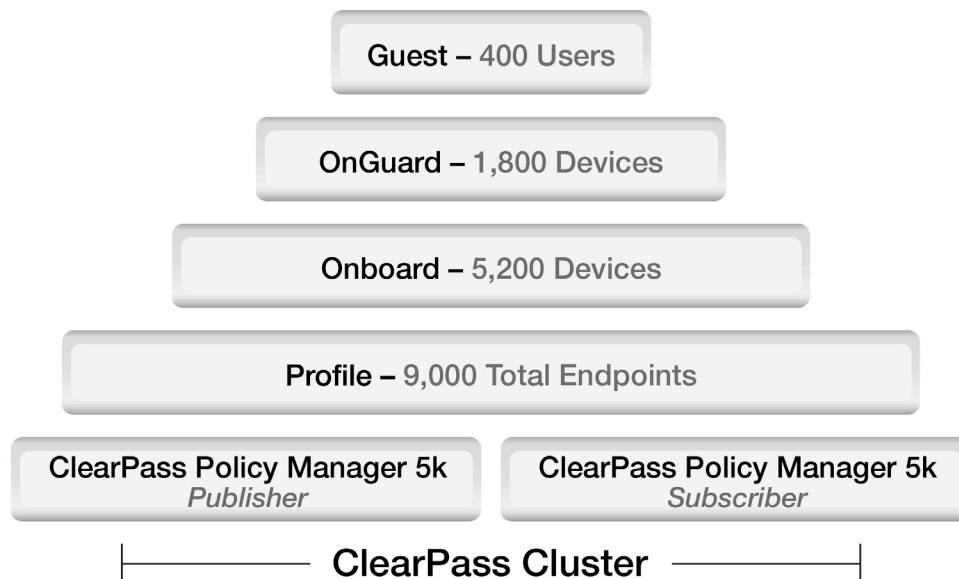 Guest – 400 Users
OnGuard – 1,800 Devices
Onboard – 5,200 Devices
Profile – 9,000 Total Endpoints
ClearPass Policy Manager 5k
Publisher
ClearPass Policy Manager 5k
Subscriber
ClearPass Cluster